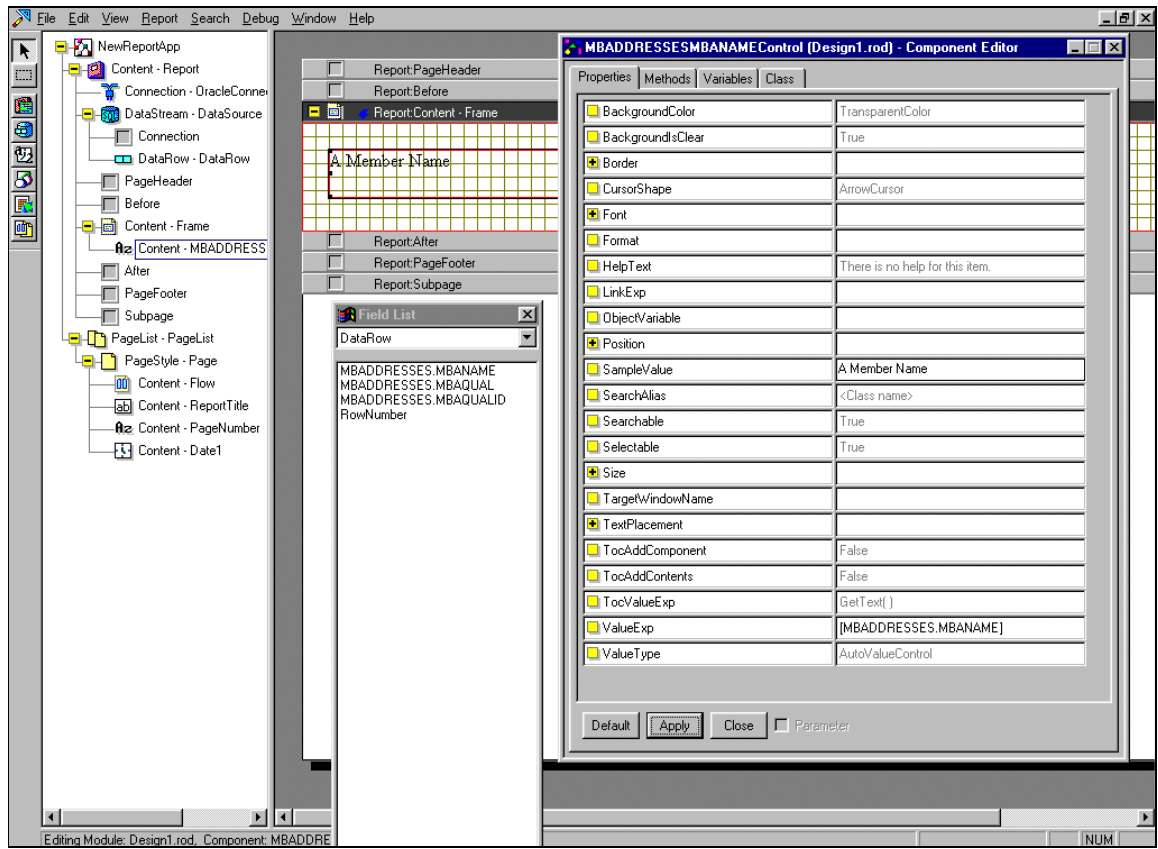 File Edit View Report Search Debug Window Help
NewReportApp
Content - Report
Connection - OracleConne
DataStream - DataSource
Connection
DataRow - DataRow
PageHeader
Before
Content - Frame
Az Content - MBADDRESS
After
PageFooter
Subpage
PageList - PageList
PageStyle - Page
Content - Flow
ab Content - ReportTitle
Az Content - PageNumber
Content - Date1
Report:PageHeader
Report:Before
Report:Content - Frame
A Member Name
Report:After
Report:PageFooter
Report:Subpage
Field List
DataRow
MBADDRESSES.MBANAME
MBADDRESSES.MBAQUAL
MBADDRESSES.MBAQUALID
RowNumber
MBADDRESSESMBANAMEControl (Design1.rod) - Component Editor
Properties Methods Variables Class
BackgroundColor TransparentColor
BackgroundIsClear True
Border
CursorShape ArrowCursor
Font
Format
HelpText There is no help for this item.
LinkExp
ObjectVariable
Position
SampleValue A Member Name
SearchAlias <Class name>
Searchable True
Selectable True
Size
TargetWindowName
TextPlacement
TocAddComponent False
TocAddContents False
TocValueExp GetText( )
ValueExp [MBADDRESSES.MBANAME]
ValueType AutoValueControl
Default Apply Close Parameter
Editing Module: Design1.rod, Component: MBADDRE
NUM